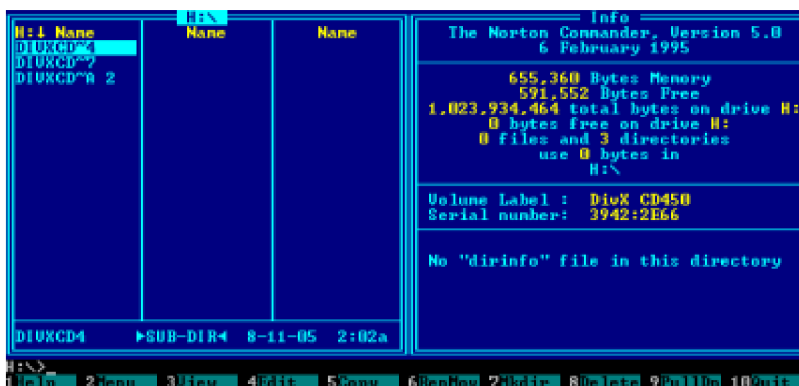 H:\
H:↓ Name Name Name
DIVXCD~4
DIVXCD~7
DIVXCD~A 2
DIVXCD4 ►SUB-DIR◄ 8-11-05 2:02a
Info
The Norton Commander, Version 5.0
6 February 1995
655,360 Bytes Memory
591,552 Bytes Free
1,023,934,464 total bytes on drive H:
0 bytes free on drive H:
0 files and 3 directories
use 0 bytes in
H:\
Volume Label : DivX CD450
Serial number: 3942:2E66
No "dirinfo" file in this directory
H:\>_
1Help 2Menu 3View 4Edit 5Copy 6RenMov 7Mkdir 8Delete 9PullDn 10Quit